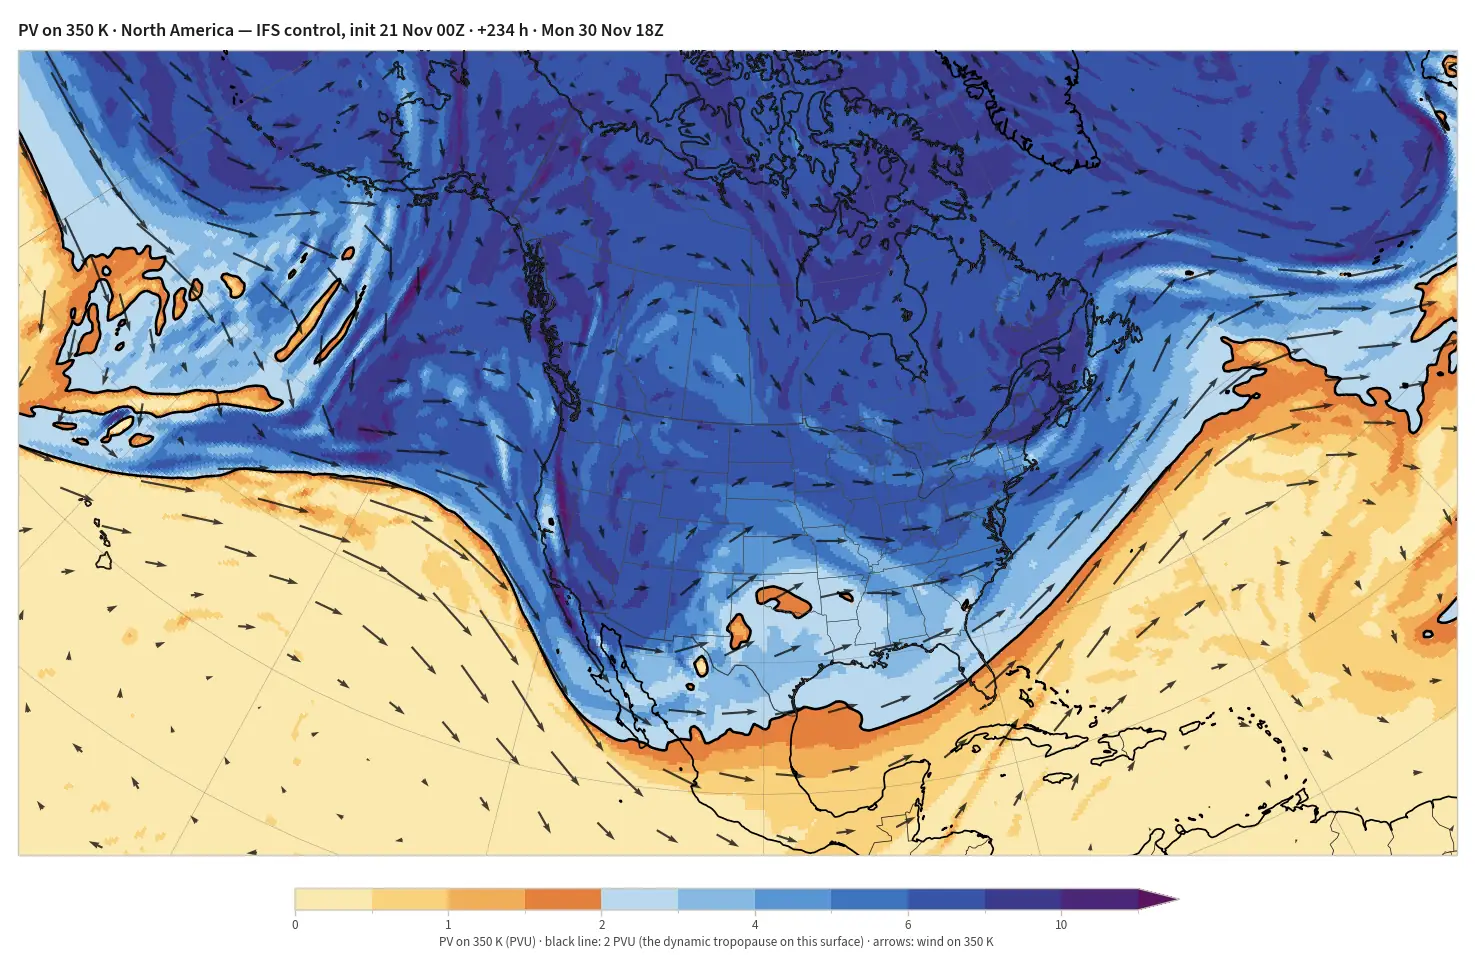 PV on 350 K · North America — IFS control, init 21 Nov 00Z · +234 h · Mon 30 Nov 18Z
0 1 2 4 6 10
PV on 350 K (PVU) · black line: 2 PVU (the dynamic tropopause on this surface) · arrows: wind on 350 K